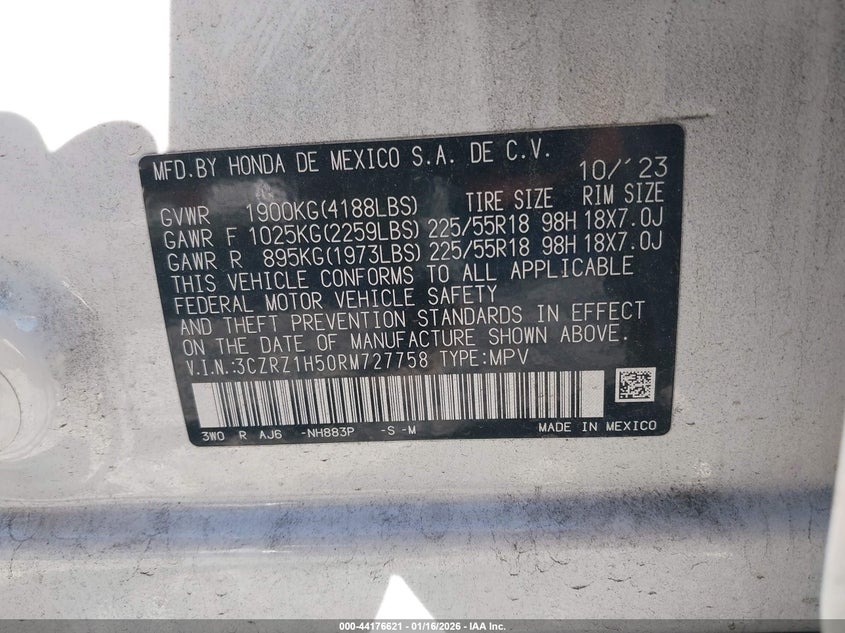 MFD.BY HONDA DE MEXICO S.A. DE C.V. 10/'23
TIRE SIZE RIM SIZE
GVWR 1900KG(4188LBS)
GAWR F 1025KG(2259LBS) 225/55R18 98H 18X7.0J
GAWR R 895KG(1973LBS) 225/55R18 98H 18X7.0J
THIS VEHICLE CONFORMS TO ALL APPLICABLE
FEDERAL MOTOR VEHICLE SAFETY
AND THEFT PREVENTION STANDARDS IN EFFECT
ON THE DATE OF MANUFACTURE SHOWN ABOVE.
V.I.N.:3CZRZ1H50RM727758 TYPE:MPV
3W0 R AJ6 -NH883P -S -M MADE IN MEXICO
000-44176621 | 01/16/2026 | IAA Inc.